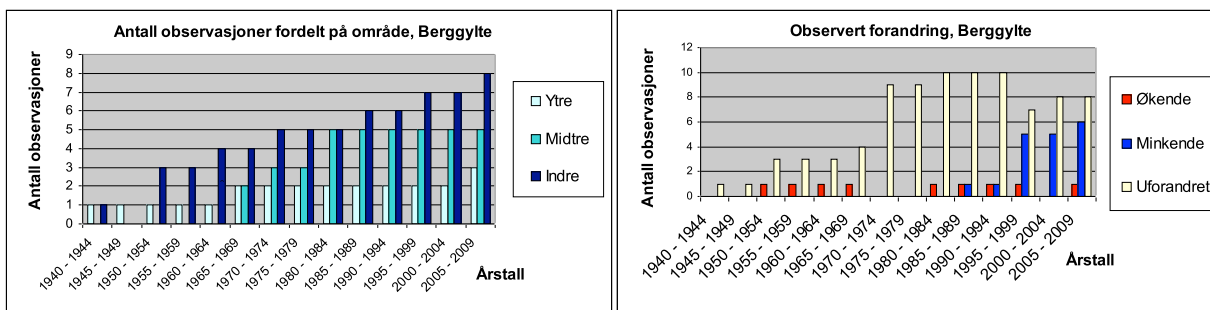 Antall observasjoner fordelt på område, Berggylte
Antall observasjoner
9
8
7
6
5
4
3
2
1
0
1940 - 1944
1945 - 1949
1950 - 1954
1955 - 1959
1960 - 1964
1965 - 1969
1970 - 1974
1975 - 1979
1980 - 1984
1985 - 1989
1990 - 1994
1995 - 1999
2000 - 2004
2005 - 2009
Årstall
Ytre
Midtre
Indre
Observert forandring, Berggylte
Antall observasjoner
12
10
8
6
4
2
0
1940 - 1944
1945 - 1949
1950 - 1954
1955 - 1959
1960 - 1964
1965 - 1969
1970 - 1974
1975 - 1979
1980 - 1984
1985 - 1989
1990 - 1994
1995 - 1999
2000 - 2004
2005 - 2009
Årstall
Økende
Minkende
Uforandret